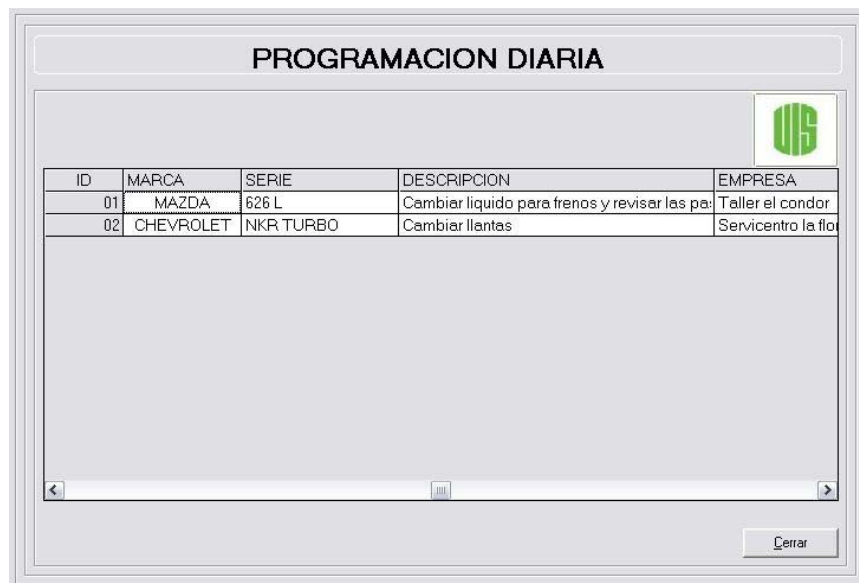 PROGRAMACION DIARIA
UIS
ID MARCA SERIE DESCRIPCION EMPRESA
01 MAZDA 626 L Cambiar liquido para frenos y revisar las pa Taller el condor
02 CHEVROLET NKR TURBO Cambiar llantas Servicentro la flo
Cerrar